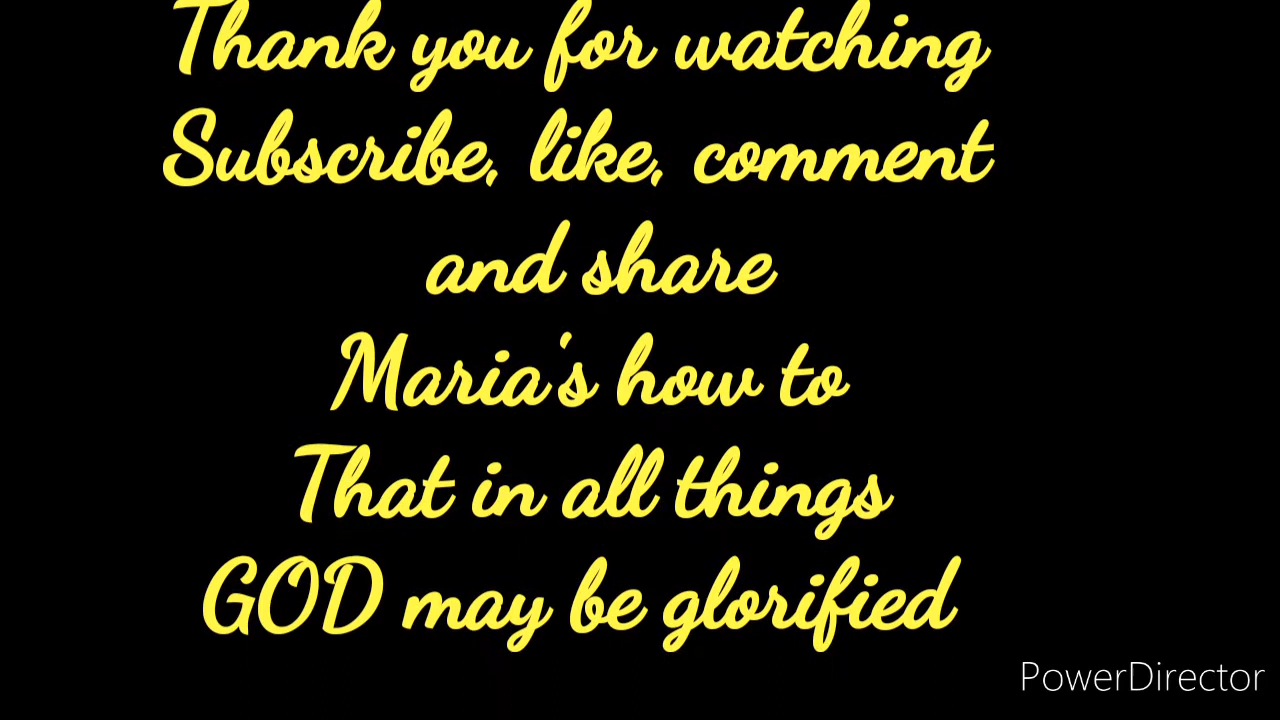 Thank you for watching
Subscribe, like, comment
and share
Maria's how to
That in all things
GOD may be glorified
PowerDirector